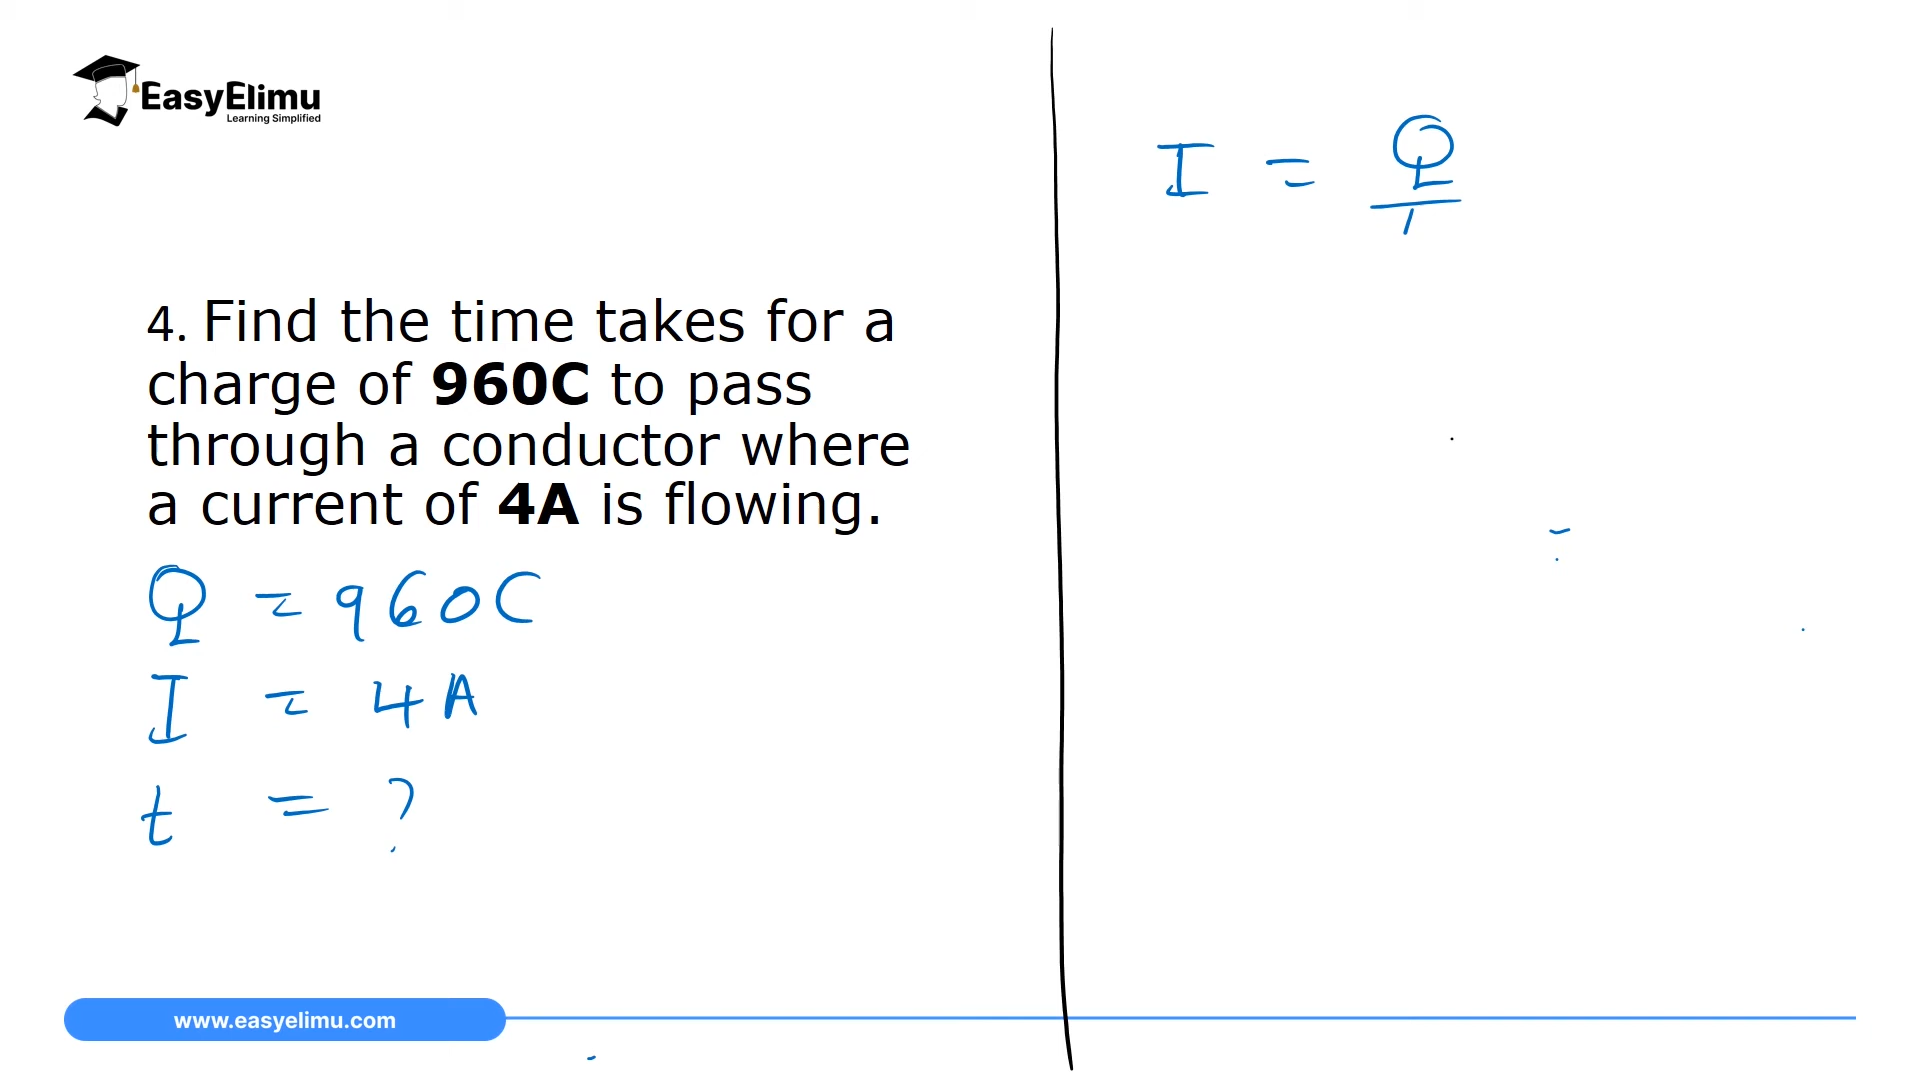 EasyElimu
Learning Simplified
4. Find the time takes for a
charge of 960C to pass
through a conductor where
a current of 4A is flowing.
Q = 960C
I = 4A
t = ?
www.easyelimu.com
I = Q